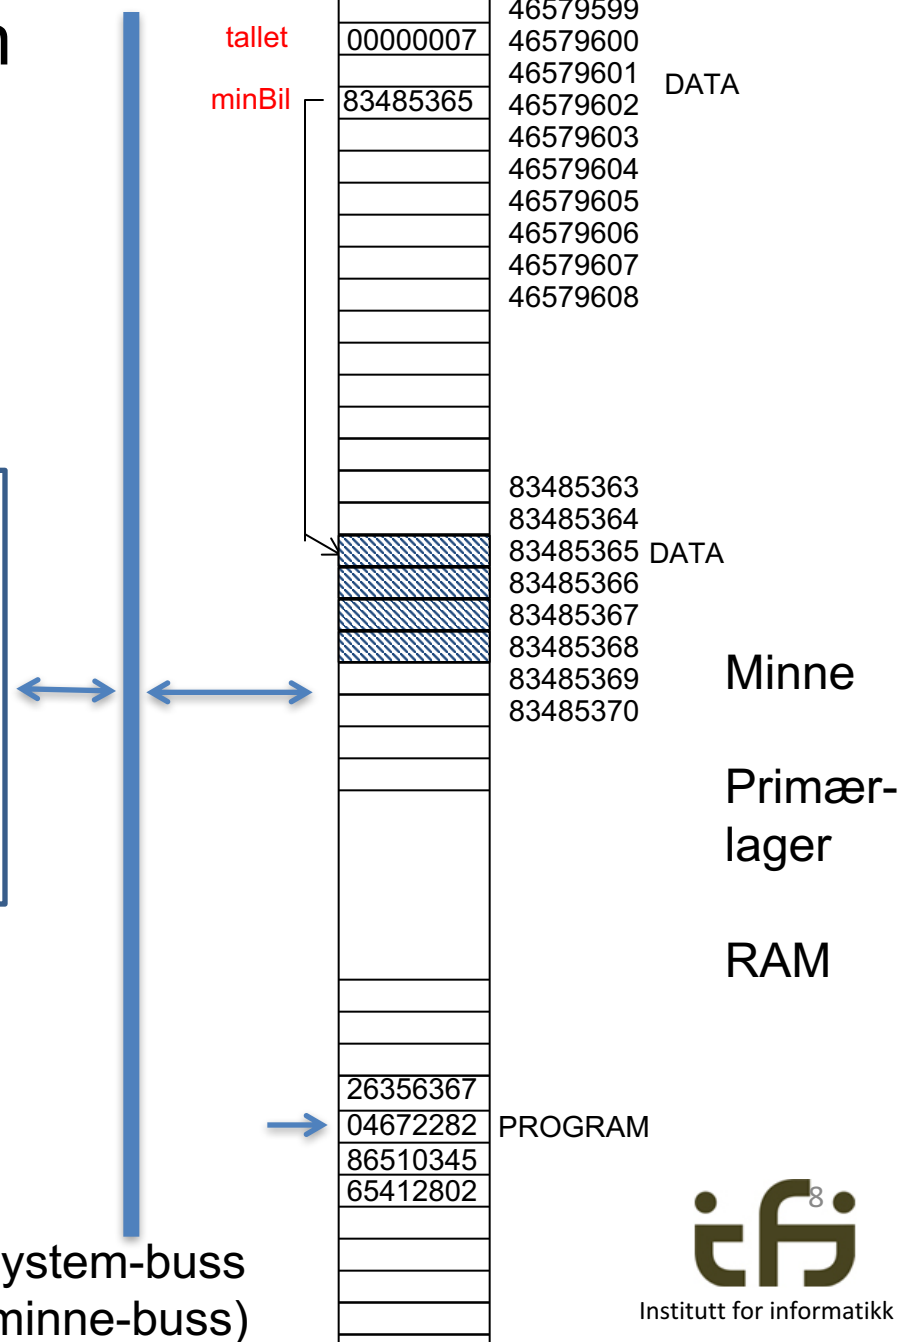 n
46579599
tallet 00000007 46579600
46579601
DATA
minBil 83485365 46579602
46579603
46579604
46579605
46579606
46579607
46579608
83485363
83485364
83485365 DATA
83485366
83485367
83485368
83485369
83485370
Minne
Primær-
lager
RAM
26356367
04672282 PROGRAM
86510345
65412802
8
ifi
Institutt for informatikk
ystem-buss
minne-buss)